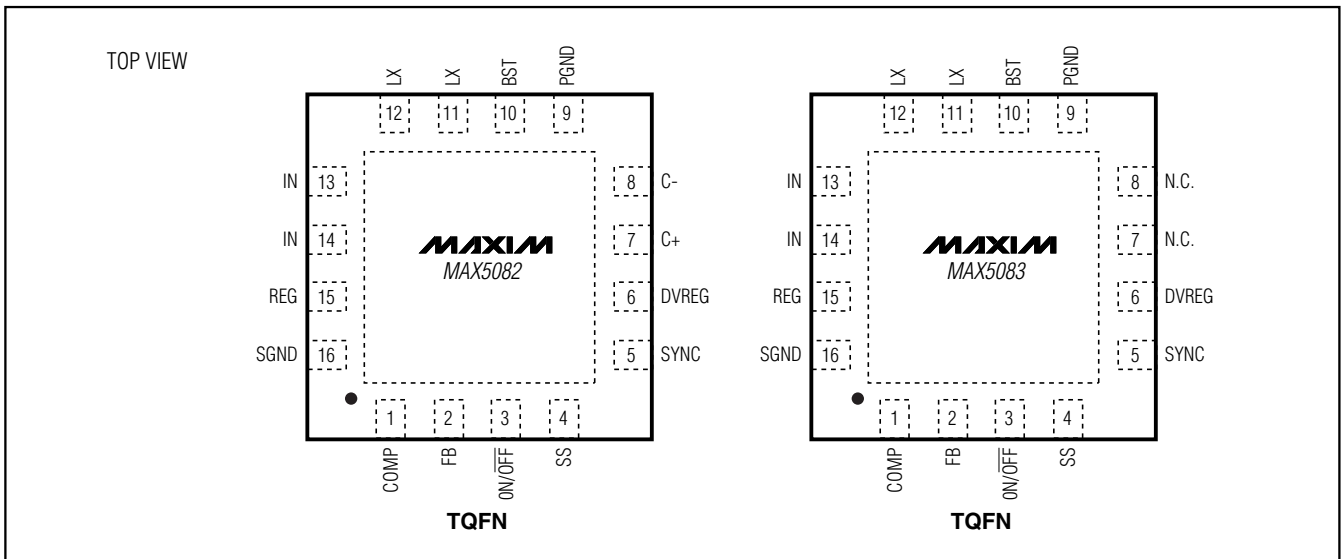 TOP VIEW
LX LX BST PGND
12 11 10 9
IN 13
IN 14
REG 15
SGND 16
8 C-
7 C+
6 DVREG
5 SYNC
MAXIM
MAX5082
1 2 3 4
COMP FB ON/OFF SS
TQFN
LX LX BST PGND
12 11 10 9
IN 13
IN 14
REG 15
SGND 16
8 N.C.
7 N.C.
6 DVREG
5 SYNC
MAXIM
MAX5083
1 2 3 4
COMP FB ON/OFF SS
TQFN